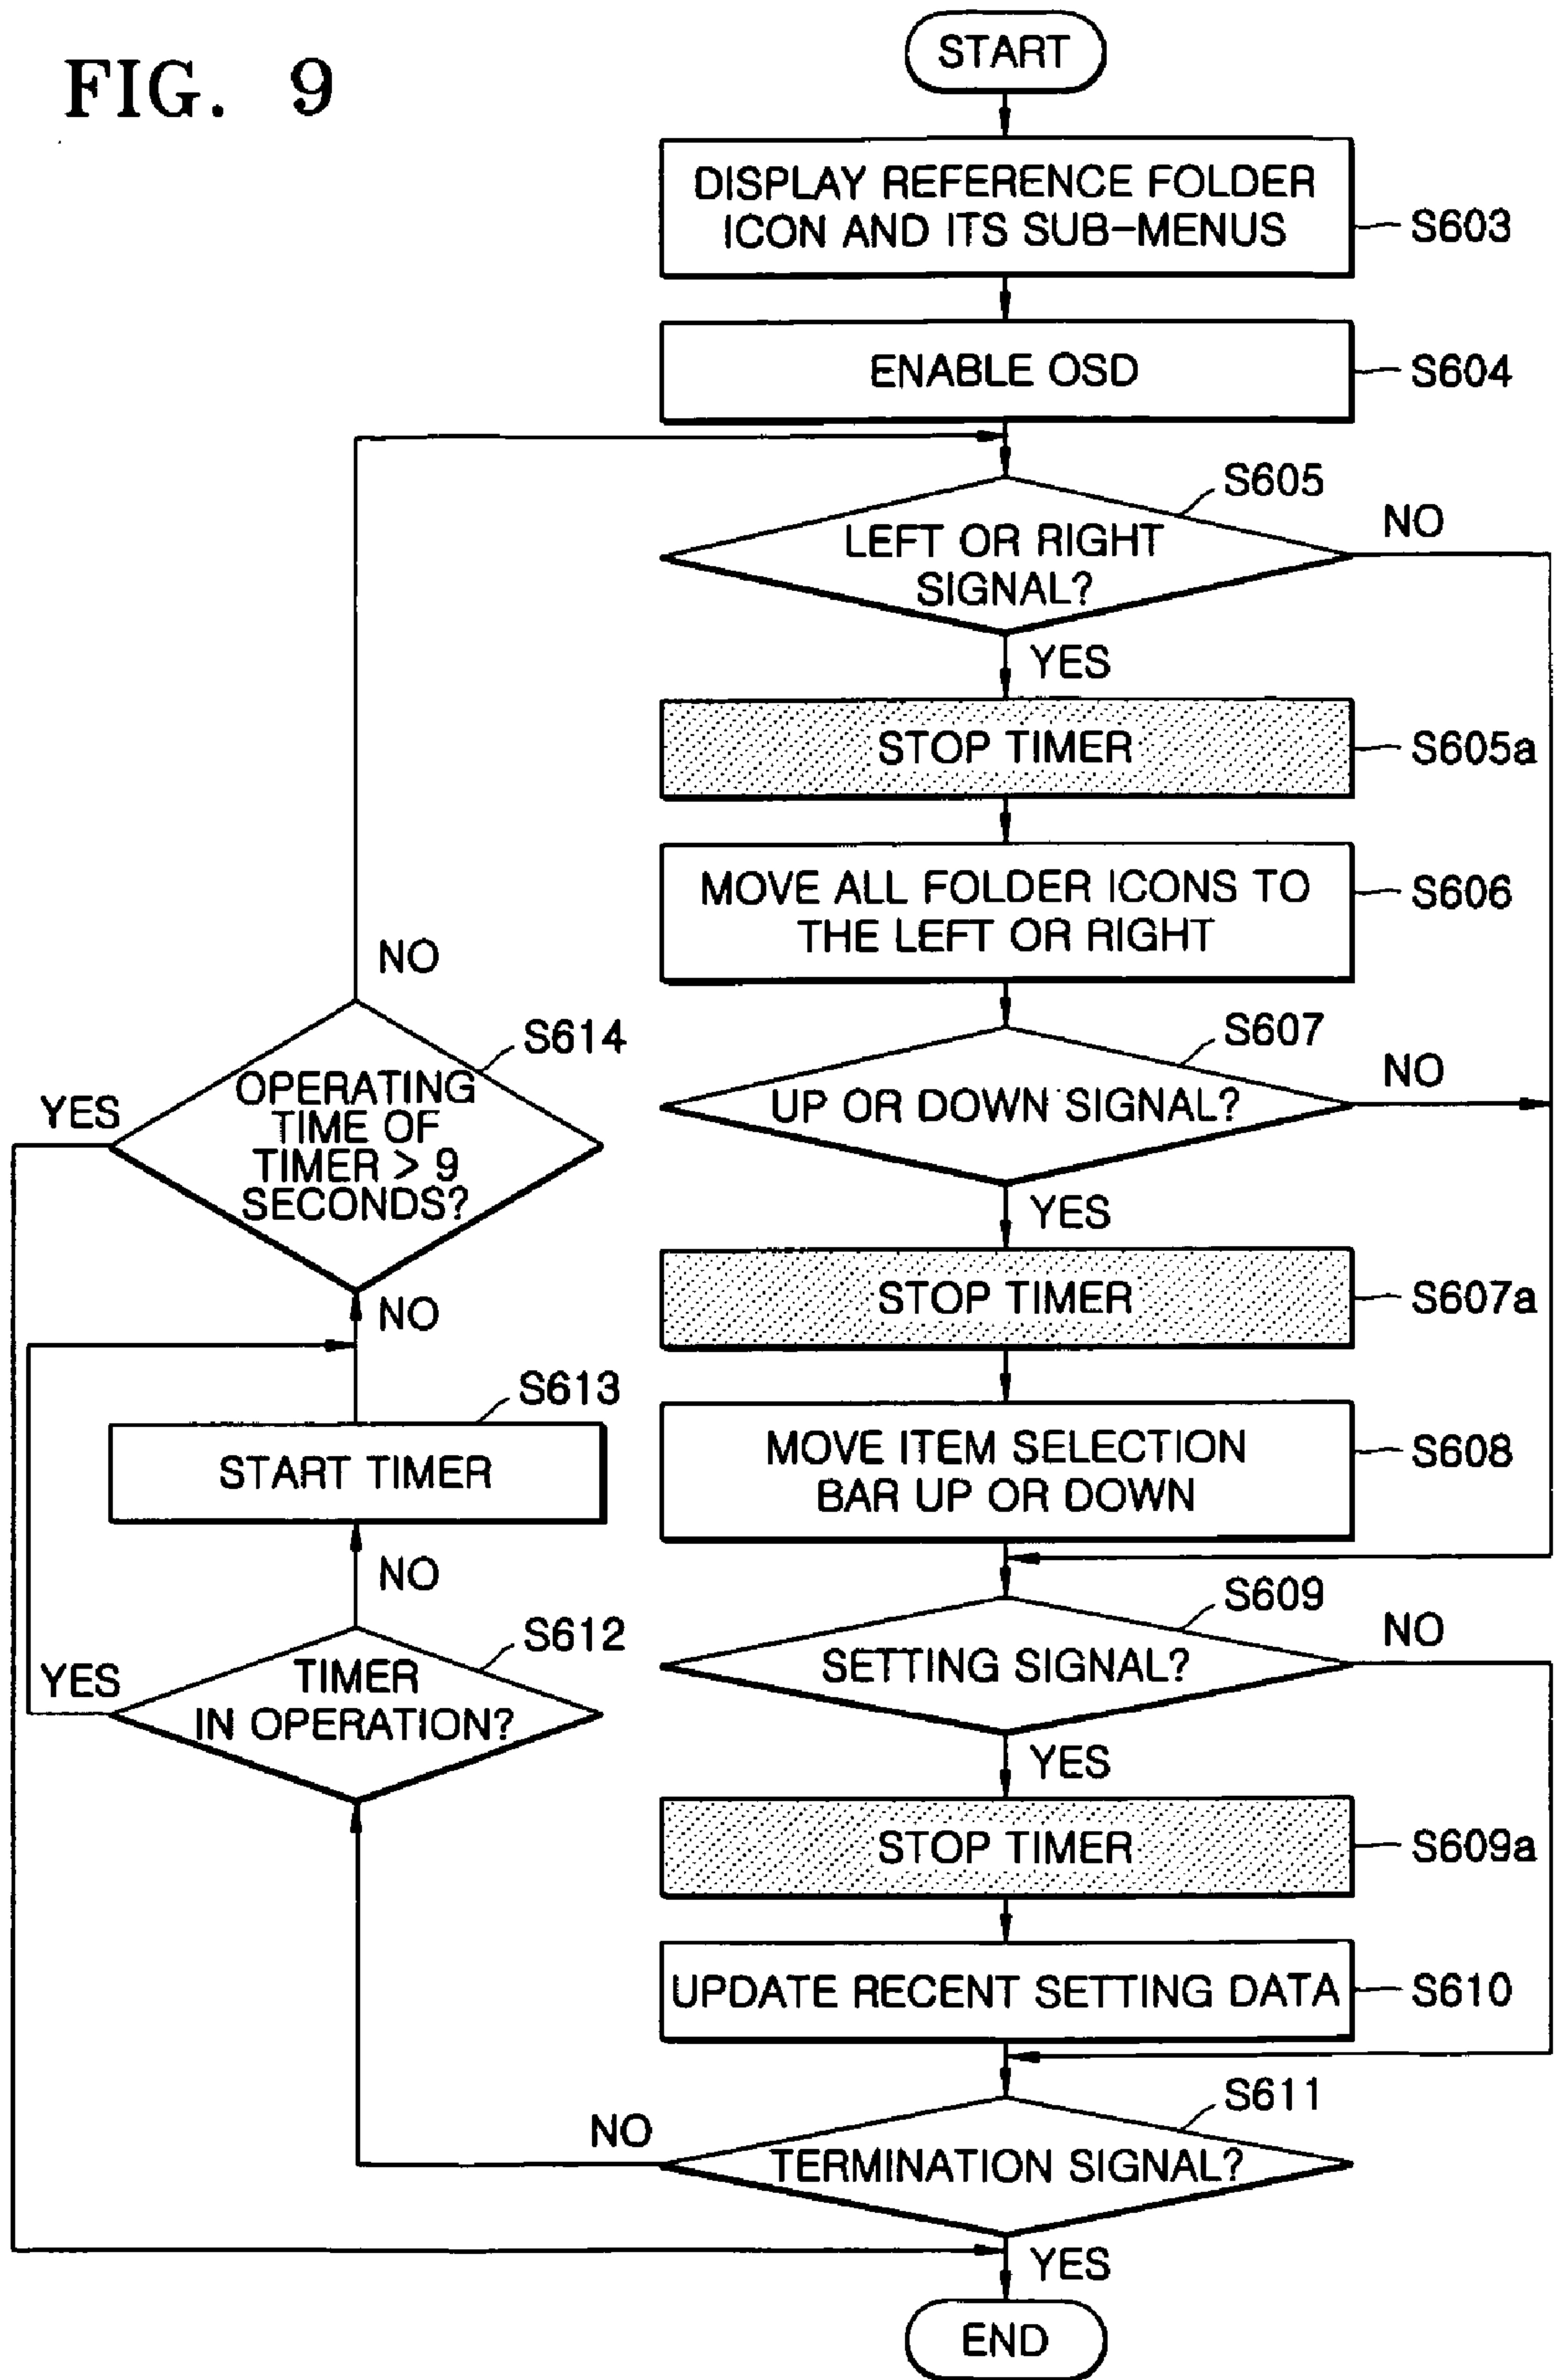 FIG. 9
START
DISPLAY REFERENCE FOLDER
ICON AND ITS SUB-MENUS
S603
ENABLE OSD
S604
S605
LEFT OR RIGHT
SIGNAL?
NO
YES
STOP TIMER
S605a
MOVE ALL FOLDER ICONS TO
THE LEFT OR RIGHT
S606
S607
UP OR DOWN SIGNAL?
NO
YES
STOP TIMER
S607a
MOVE ITEM SELECTION
BAR UP OR DOWN
S608
S609
SETTING SIGNAL?
NO
YES
STOP TIMER
S609a
UPDATE RECENT SETTING DATA
S610
S611
TERMINATION SIGNAL?
NO
YES
END
S612
TIMER
IN OPERATION?
YES
NO
S613
START TIMER
NO
S614
OPERATING
TIME OF
TIMER > 9
SECONDS?
YES
NO